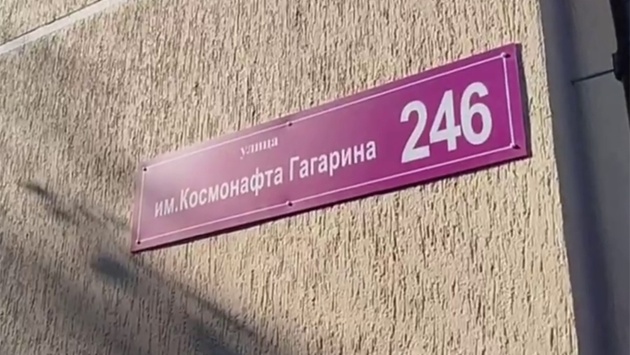 улица
им.Космонафта Гагарина 246